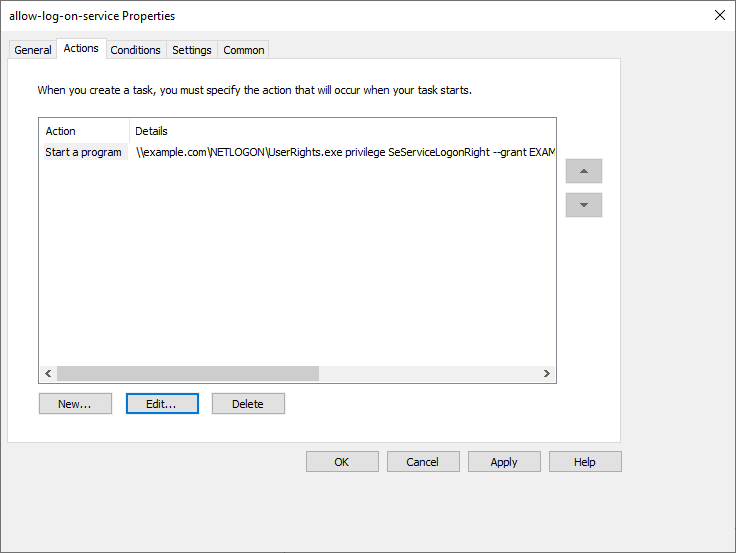 allow-log-on-service Properties
General Actions Conditions Settings Common
When you create a task, you must specify the action that will occur when your task starts.
Action Details
Start a program \\example.com\NETLOGON\UserRights.exe privilege SeServiceLogonRight --grant EXAM
New... Edit... Delete
OK Cancel Apply Help